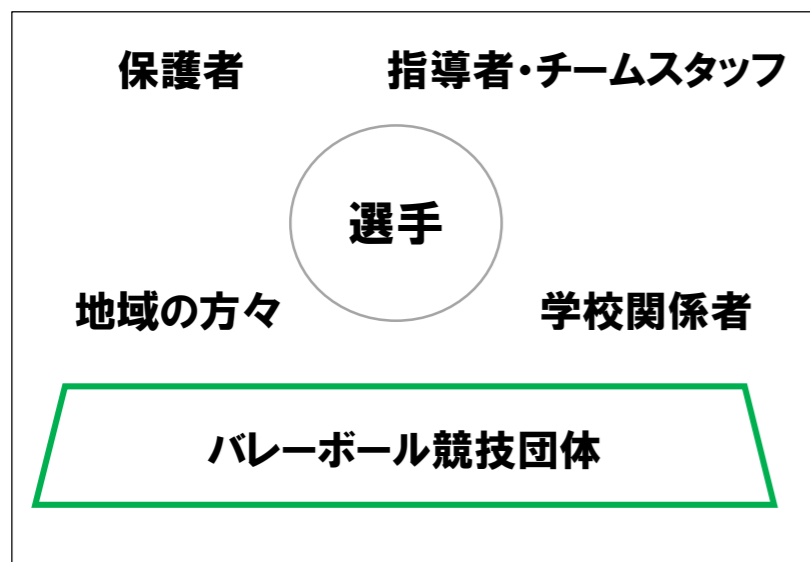 保護者
指導者・チームスタッフ
選手
地域の方々
学校関係者
バレーボール競技団体